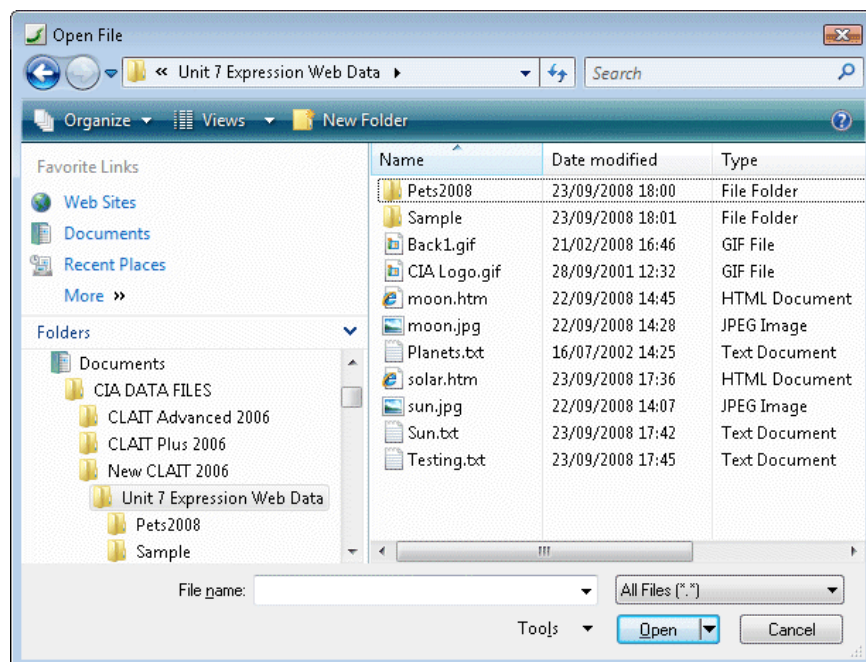 Open File
« Unit 7 Expression Web Data
Search
Organize Views New Folder
Favorite Links
Web Sites
Documents
Recent Places
More »
Folders
Documents
CIA DATA FILES
CLAIT Advanced 2006
CLAIT Plus 2006
New CLAIT 2006
Unit 7 Expression Web Data
Pets2008
Sample
Name Date modified Type
Pets2008 23/09/2008 18:00 File Folder
Sample 23/09/2008 18:01 File Folder
Back1.gif 21/02/2008 16:46 GIF File
CIA Logo.gif 28/09/2001 12:32 GIF File
moon.htm 22/09/2008 14:45 HTML Document
moon.jpg 22/09/2008 14:28 JPEG Image
Planets.txt 16/07/2002 14:25 Text Document
solar.htm 23/09/2008 17:36 HTML Document
sun.jpg 22/09/2008 14:07 JPEG Image
Sun.txt 23/09/2008 17:42 Text Document
Testing.txt 23/09/2008 17:45 Text Document
File name: All Files (*.*)
Tools Open Cancel